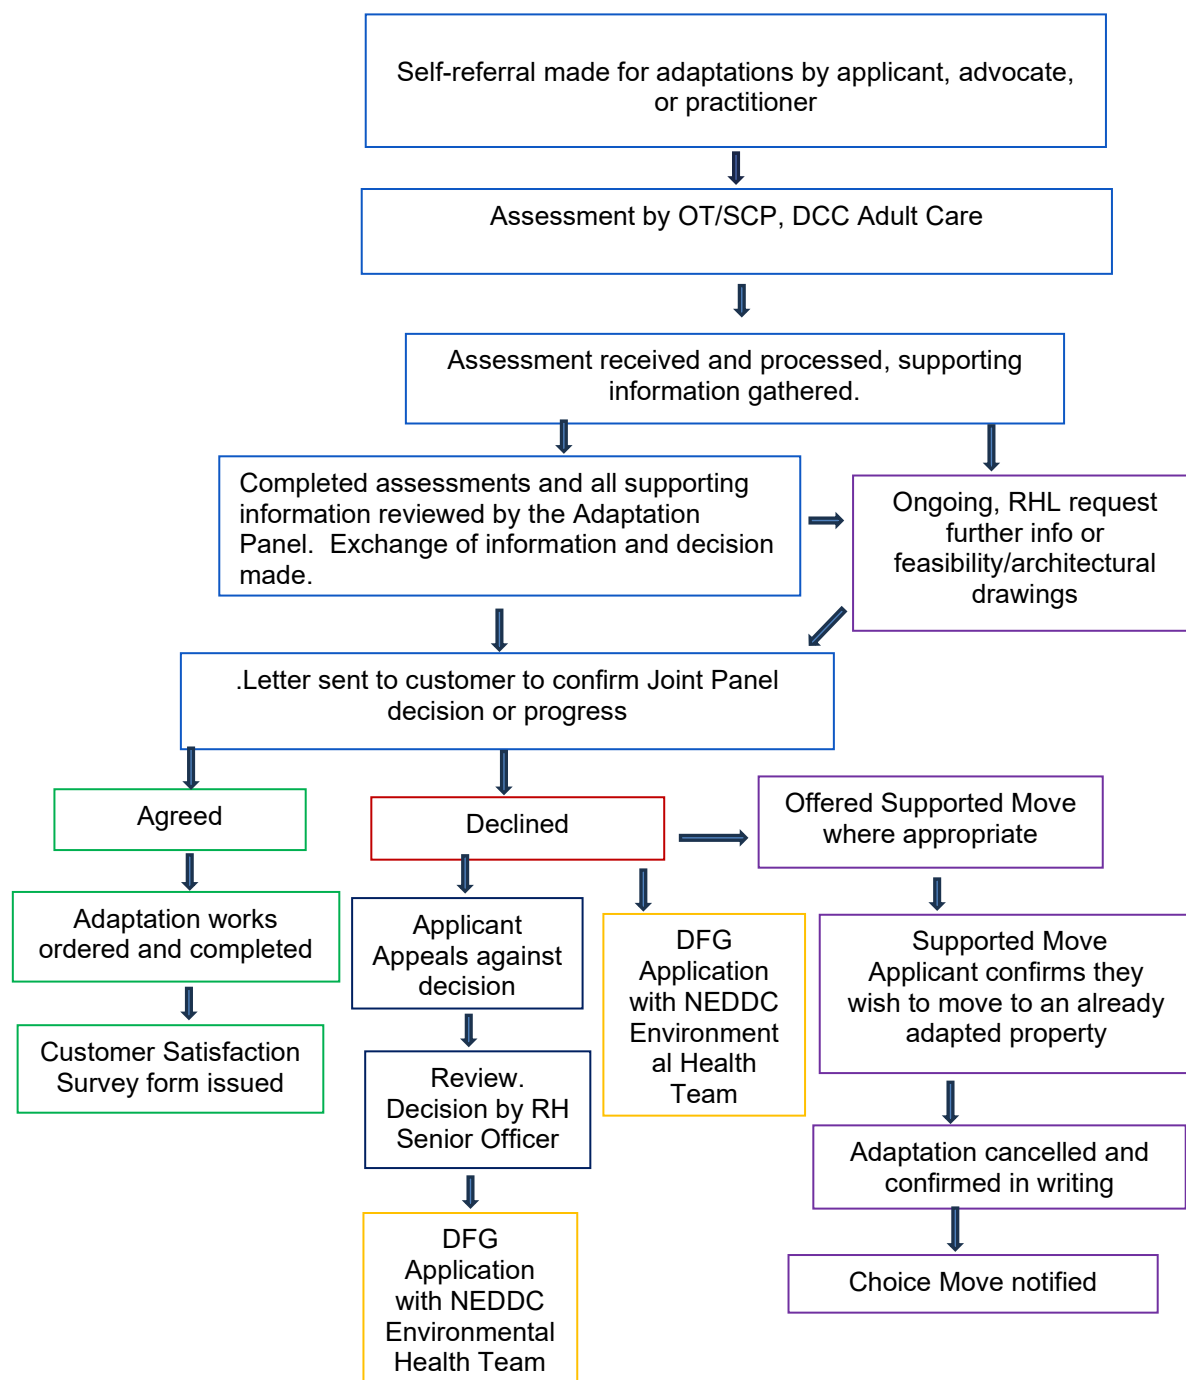 Self-referral made for adaptations by applicant, advocate,
or practitioner
Assessment by OT/SCP, DCC Adult Care
Assessment received and processed, supporting
information gathered.
Completed assessments and all supporting
information reviewed by the Adaptation
Panel.  Exchange of information and decision
made.
Ongoing, RHL request
further info or
feasibility/architectural
drawings
.Letter sent to customer to confirm Joint Panel
decision or progress
Agreed
Declined
Offered Supported Move
where appropriate
Adaptation works
ordered and completed
Applicant
Appeals against
decision
DFG
Application
with NEDDC
Environment
al Health
Team
Supported Move
Applicant confirms they
wish to move to an already
adapted property
Customer Satisfaction
Survey form issued
Review.
Decision by RH
Senior Officer
Adaptation cancelled and
confirmed in writing
DFG
Application
with NEDDC
Environmental
Health Team
Choice Move notified